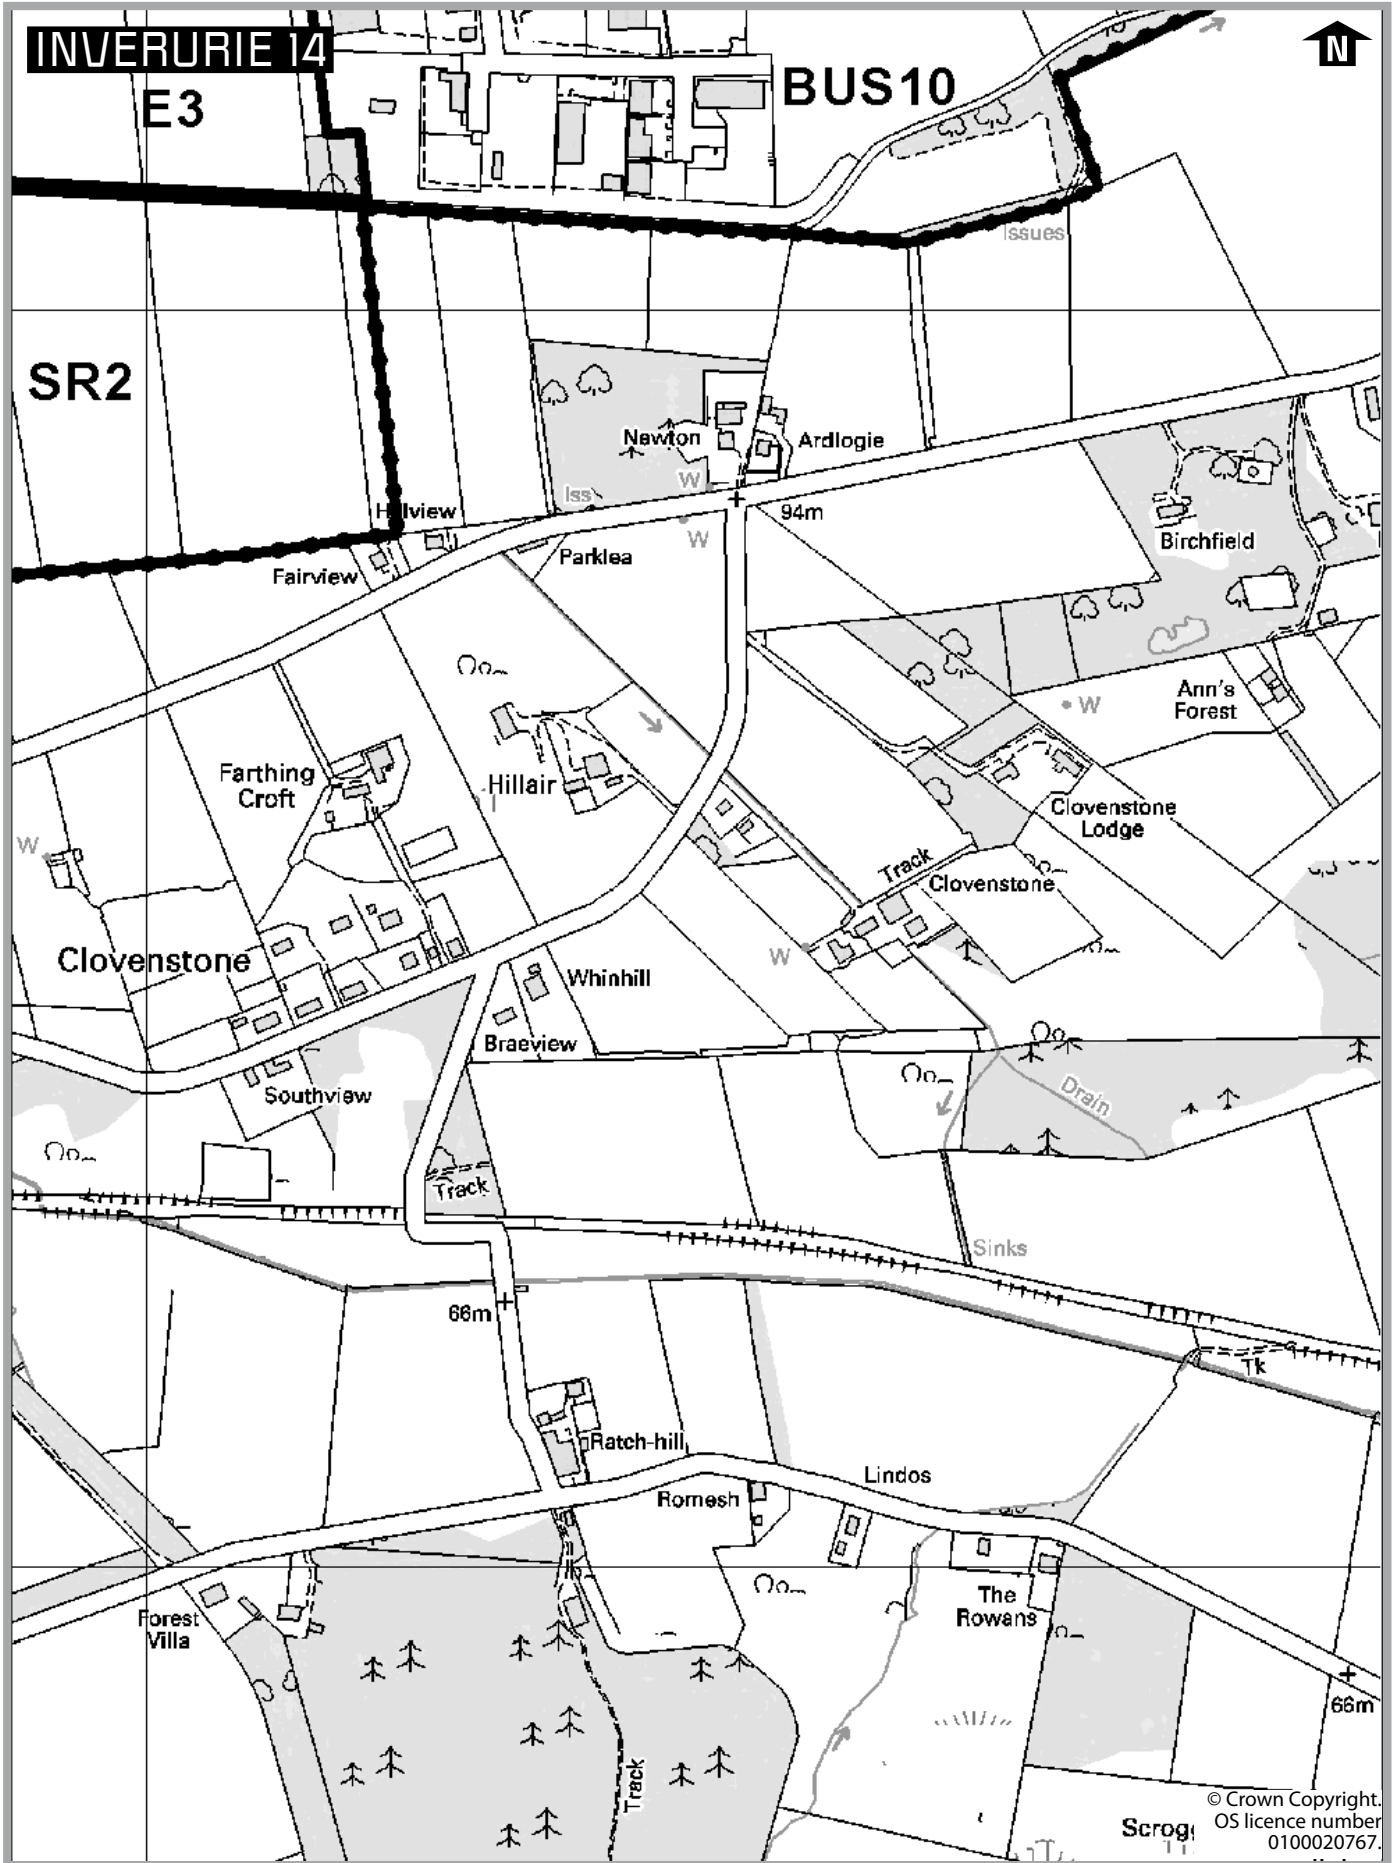 INVERURIE 14
N
E3
BUS10
Issues
SR2
Newton
Ardlogie
W
Iss
Hillview
94m
W
Parklea
Birchfield
Fairview
Ann's
Forest
W
Farthing
Croft
Hillair
Clovenstone
Lodge
W
Track
Clovenstone
Clovenstone
W
Whinhill
Braeview
Southview
Drain
Track
Sinks
66m
Tk
Ratch-hill
Lindos
Romesh
The
Rowans
Forest
Villa
66m
Track
© Crown Copyright.
OS licence number
0100020767.